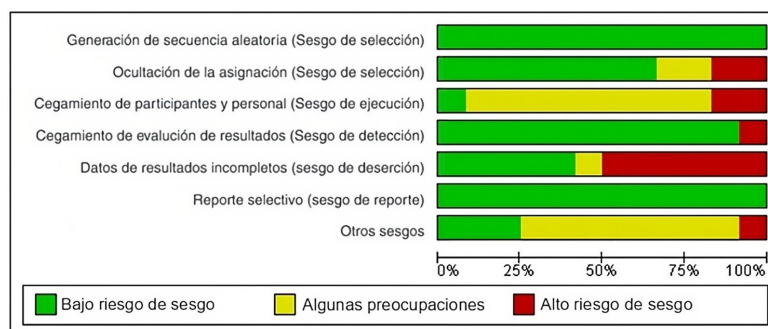 Generación de secuencia aleatoria (Sesgo de selección)
Ocultación de la asignación (Sesgo de selección)
Cegamiento de participantes y personal (Sesgo de ejecución)
Cegamiento de evalución de resultados (Sesgo de detección)
Datos de resultados incompletos (sesgo de deserción)
Reporte selectivo (sesgo de reporte)
Otros sesgos
0% 25% 50% 75% 100%
Bajo riesgo de sesgo Algunas preocupaciones Alto riesgo de sesgo